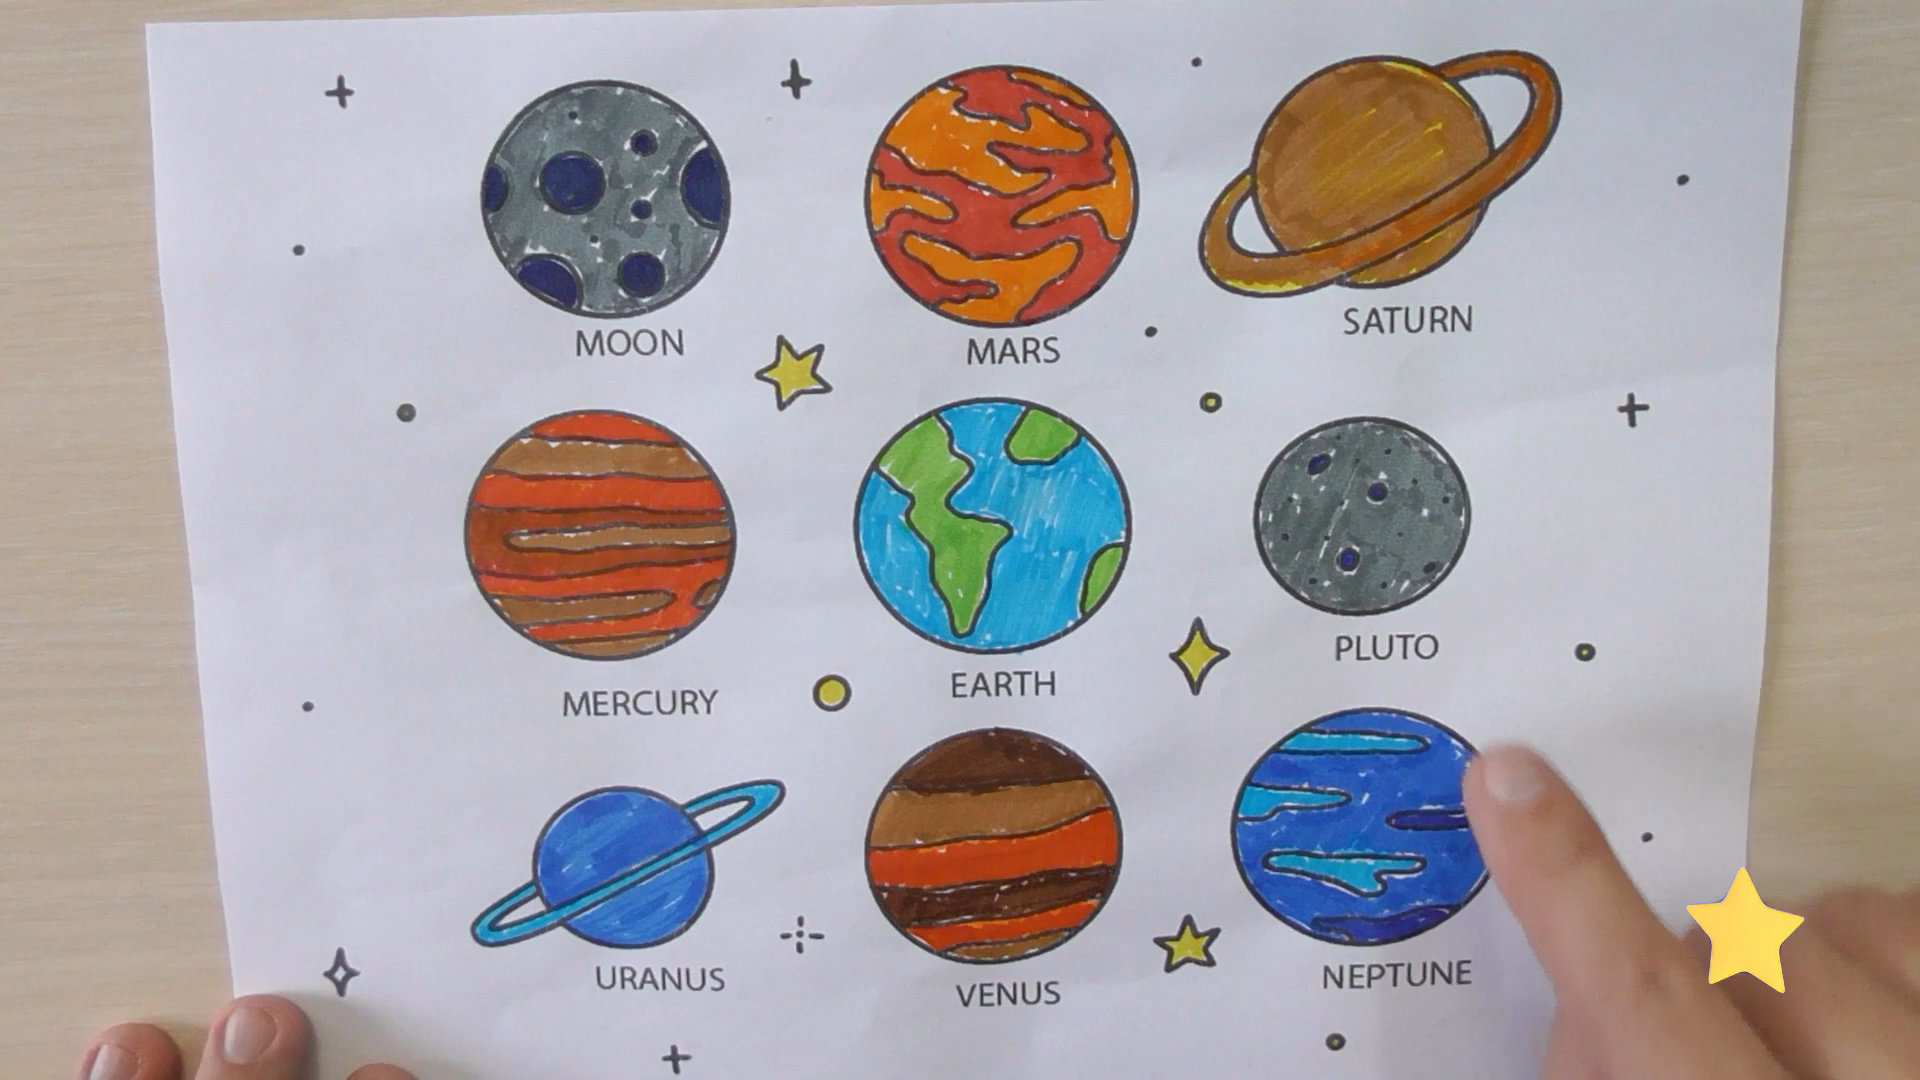 MOON
MARS
SATURN
MERCURY
EARTH
PLUTO
URANUS
VENUS
NEPTUNE